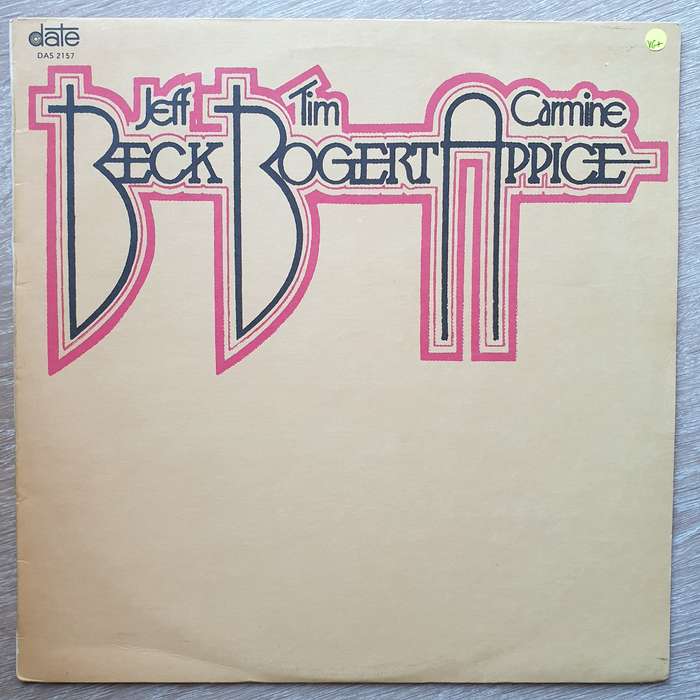 date
DAS 2157
VG+
Jeff Tim Carmine
BECK BOGERT APPICE